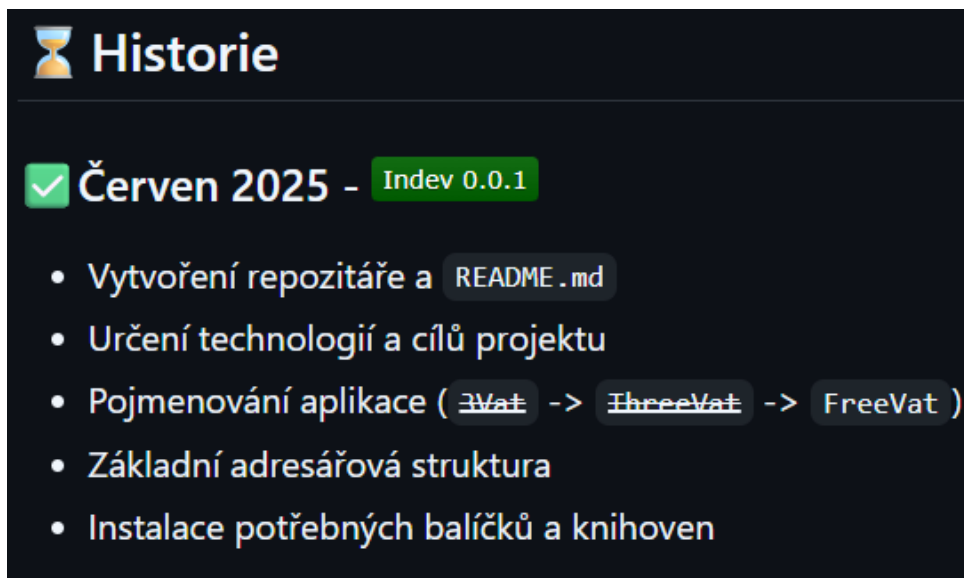 ⏳ Historie
✅ Červen 2025 - Indev 0.0.1
• Vytvoření repozitáře a README.md
• Určení technologií a cílů projektu
• Pojmenování aplikace ( 3Vat -> ThreeVat -> FreeVat )
• Základní adresářová struktura
• Instalace potřebných balíčků a knihoven